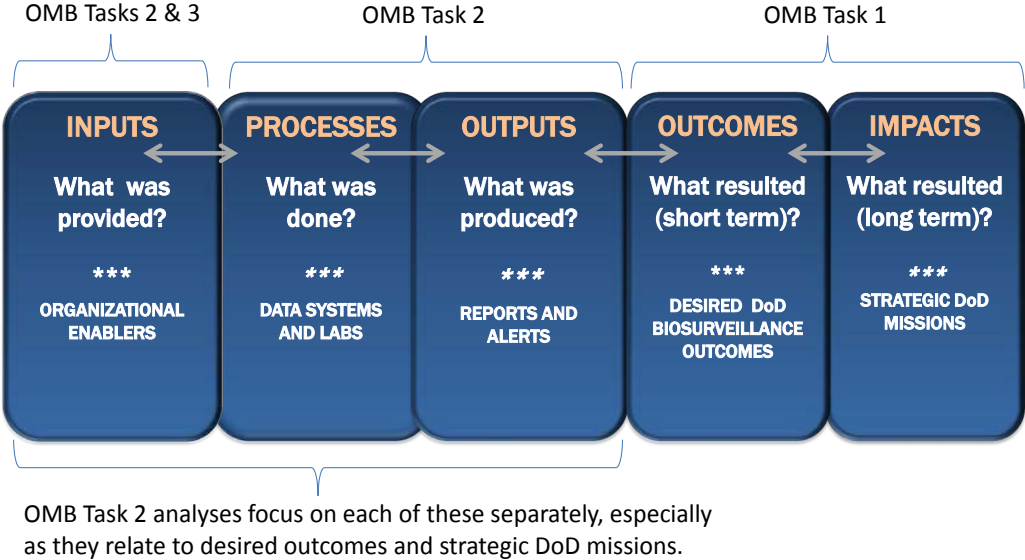 OMB Tasks 2 & 3
OMB Task 2
OMB Task 1
INPUTS
What was
provided?
***
ORGANIZATIONAL
ENABLERS
PROCESSES
What was
done?
***
DATA SYSTEMS
AND LABS
OUTPUTS
What was
produced?
***
REPORTS AND
ALERTS
OUTCOMES
What resulted
(short term)?
***
DESIRED DoD
BIOSURVEILLANCE
OUTCOMES
IMPACTS
What resulted
(long term)?
***
STRATEGIC DoD
MISSIONS
OMB Task 2 analyses focus on each of these separately, especially
as they relate to desired outcomes and strategic DoD missions.